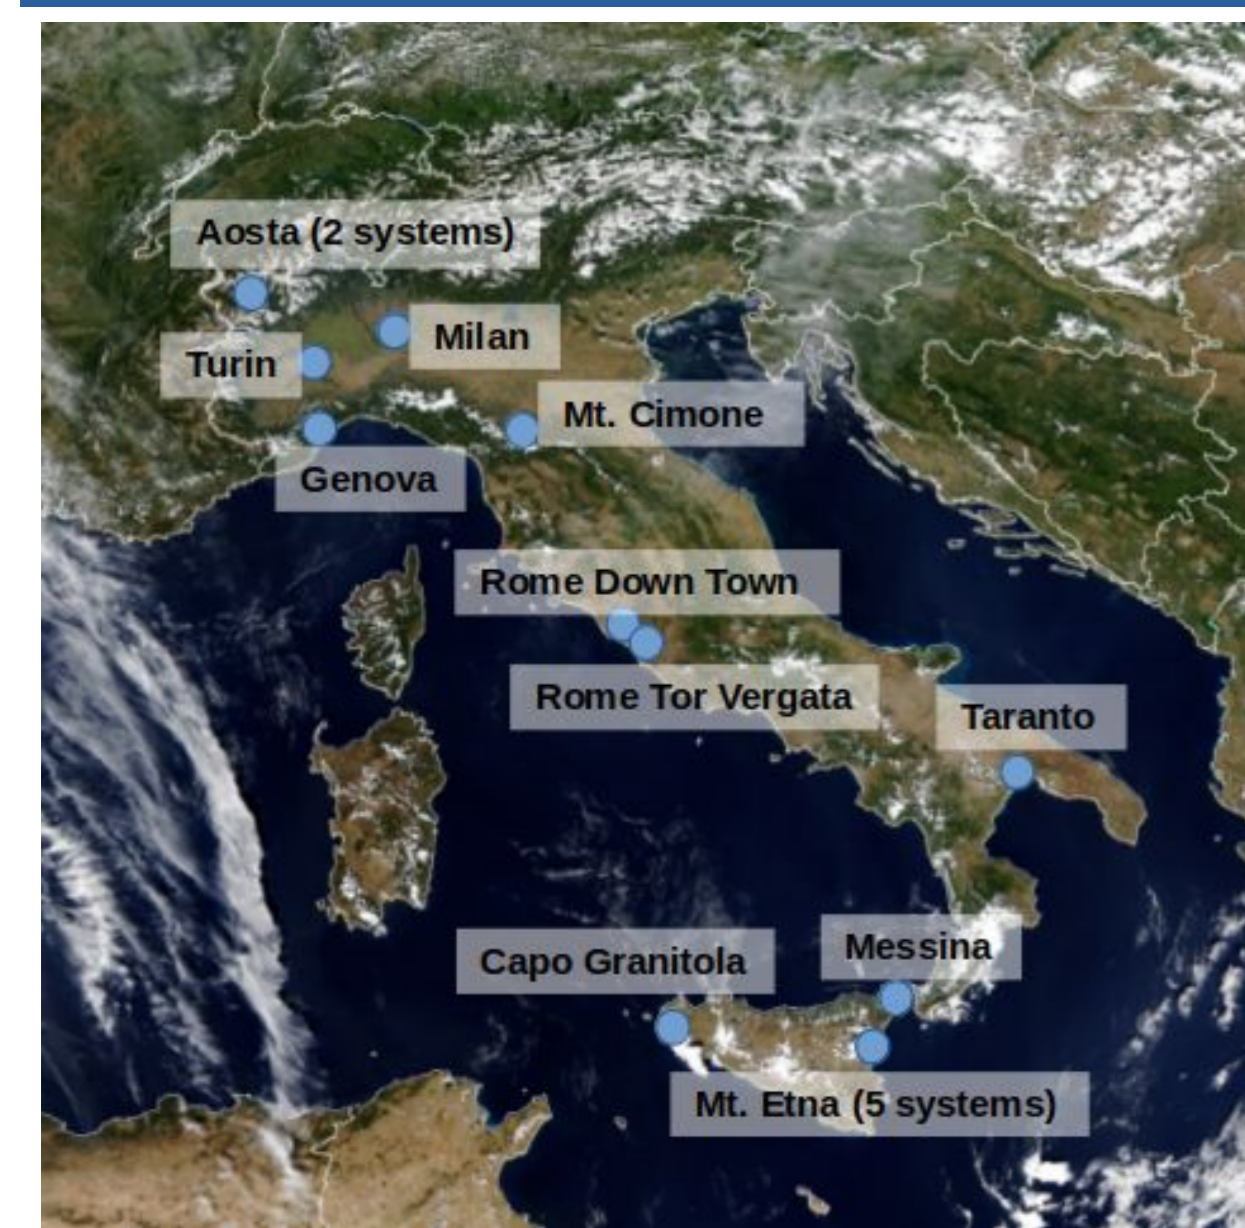 Aosta (2 systems)
Milan
Turin
Mt. Cimone
Genova
Rome Down Town
Rome Tor Vergata
Taranto
Messina
Capo Granitola
Mt. Etna (5 systems)